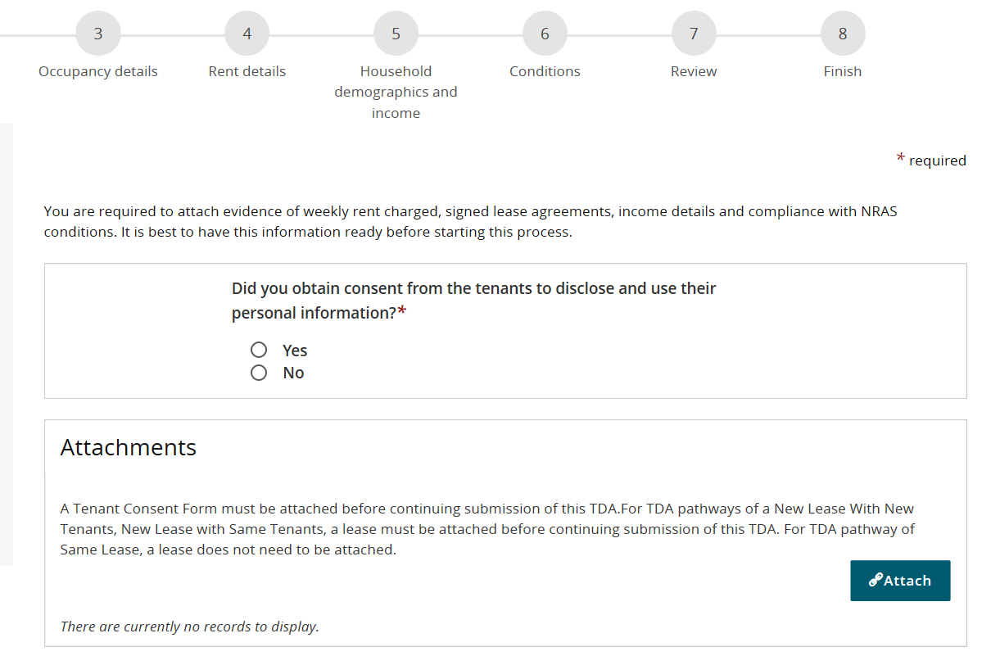 3 4 5 6 7 8
Occupancy details Rent details Household Conditions Review Finish
demographics and
income
* required
You are required to attach evidence of weekly rent charged, signed lease agreements, income details and compliance with NRAS
conditions. It is best to have this information ready before starting this process.
Did you obtain consent from the tenants to disclose and use their
personal information?*
Yes
No
Attachments
A Tenant Consent Form must be attached before continuing submission of this TDA.For TDA pathways of a New Lease With New
Tenants, New Lease with Same Tenants, a lease must be attached before continuing submission of this TDA. For TDA pathway of
Same Lease, a lease does not need to be attached.
Attach
There are currently no records to display.